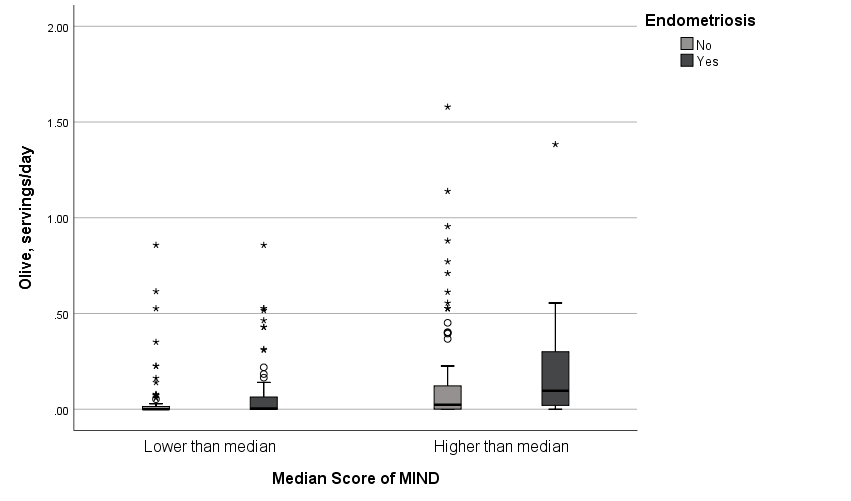 Endometriosis
No
Yes
Olive, servings/day
2.00
1.50
1.00
.50
.00
Lower than median
Higher than median
Median Score of MIND